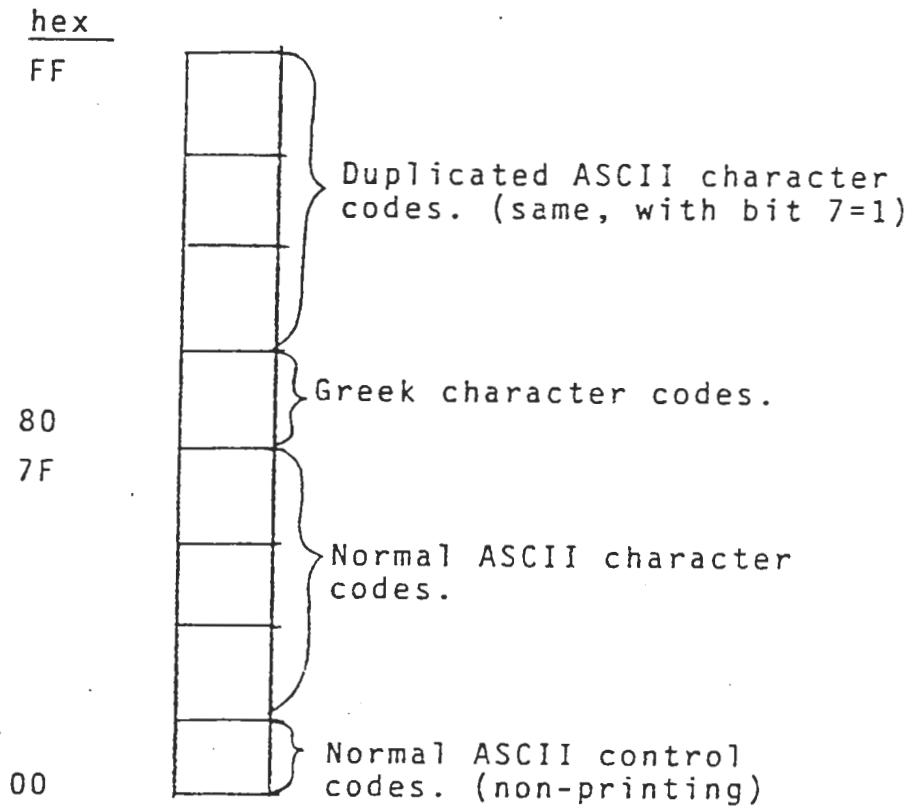 hex
FF
Duplicated ASCII character
codes. (same, with bit 7=1)
Greek character codes.
80
7F
Normal ASCII character
codes.
Normal ASCII control
codes. (non-printing)
00